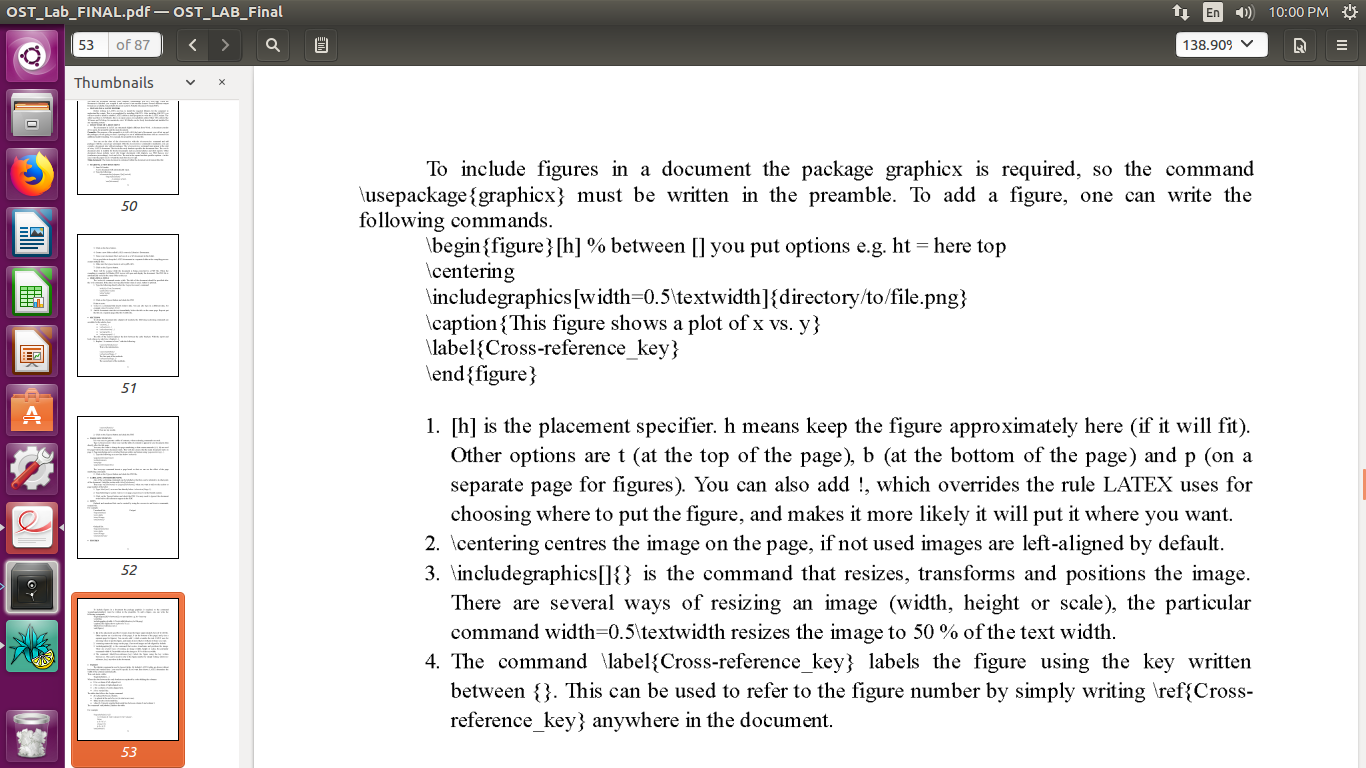 OST_Lab_FINAL.pdf — OST_LAB_Final
En
10:00 PM
53 of 87
138.90%
Thumbnails
50
51
52
53
To include figures in a document the package graphicx is required, so the command
\usepackage{graphicx} must be written in the preamble. To add a figure, one can write the
following commands.
\begin{figure}[h] % between [] you put options e.g. ht = here top
\centering
\includegraphics[width=0.5\textwidth]{directory/to/file.png}
\caption{This figure shows a plot of x vs. y}
\label{Cross-reference_key}
\end{figure}
1. [h] is the placement specifier. h means keep the figure approximately here (if it will fit).
Other options are t (at the top of the page), b (at the bottom of the page) and p (on a
separate page for figures). You can also add !, which overrides the rule LATEX uses for
choosing where to put the figure, and makes it more likely it will put it where you want.
2. \centering centres the image on the page, if not used images are left-aligned by default.
3. \includegraphics[]{} is the command that resizes, transforms and positions the image.
There are several ways of resizing an image (width, height or scale), the particular
command width=0.5\textwidth resizes the image to 50 % of the text width.
4. The command \label{Cross-reference_key} labels the figure using the key written
between {}. This can be used to refer to the figure number by simply writing \ref{Cross-
reference_key} anywhere in the document.